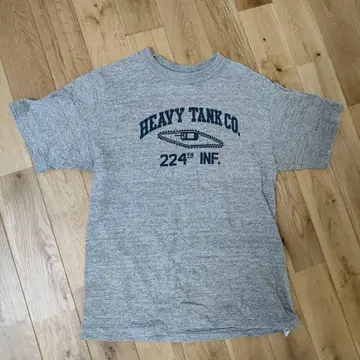 HEAVY TANK CO.
224TH INF.